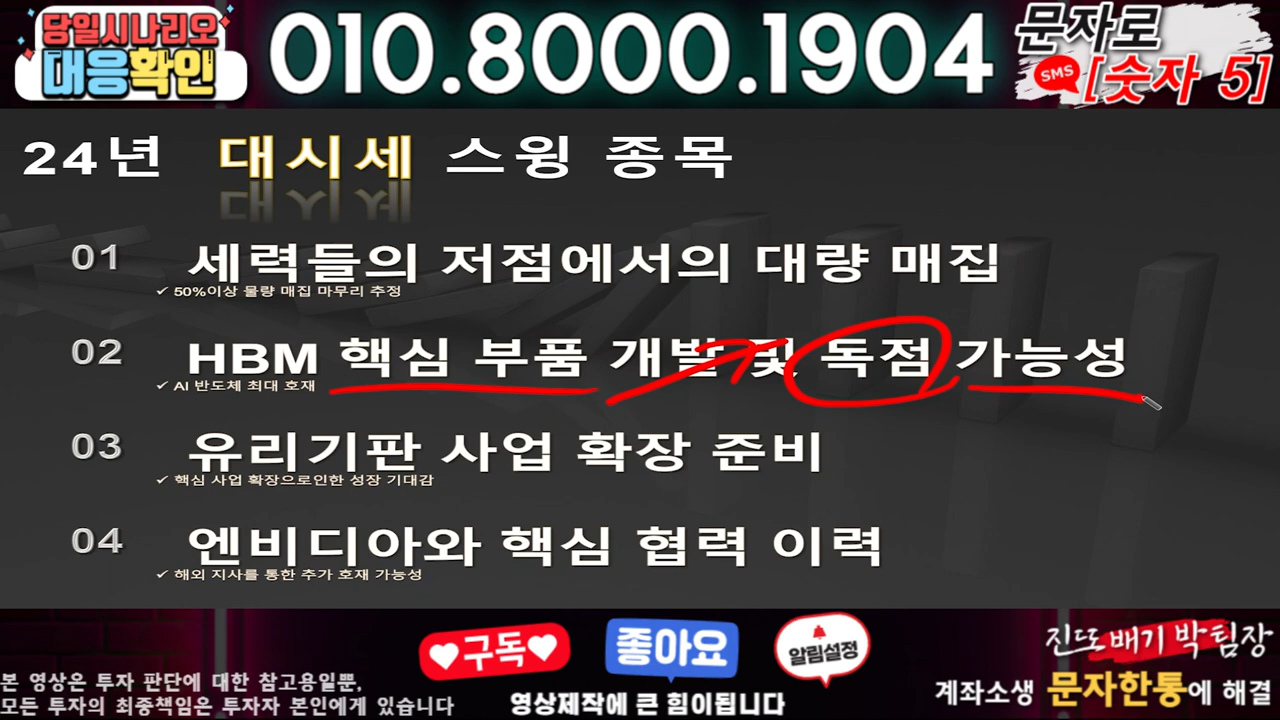 당일시나리오
대응확인
010.8000.1904
문자로
SMS
[숫자 5]
24년 대시세 스윙 종목
01 세력들의 저점에서의 대량 매집
✓ 50%이상 물량 매집 마무리 추정
02 HBM 핵심 부품 개발 및 독점 가능성
✓ AI 반도체 최대 호재
03 유리기판 사업 확장 준비
✓ 핵심 사업 확장으로인한 성장 기대감
04 엔비디아와 핵심 협력 이력
✓ 해외 지사를 통한 추가 호재 가능성
구독
좋아요
알림설정
영상제작에 큰 힘이됩니다
본 영상은 투자 판단에 대한 참고용일뿐,
모든 투자의 최종책임은 투자자 본인에게 있습니다
진또배기 박팀장
계좌소생 문자한통에 해결